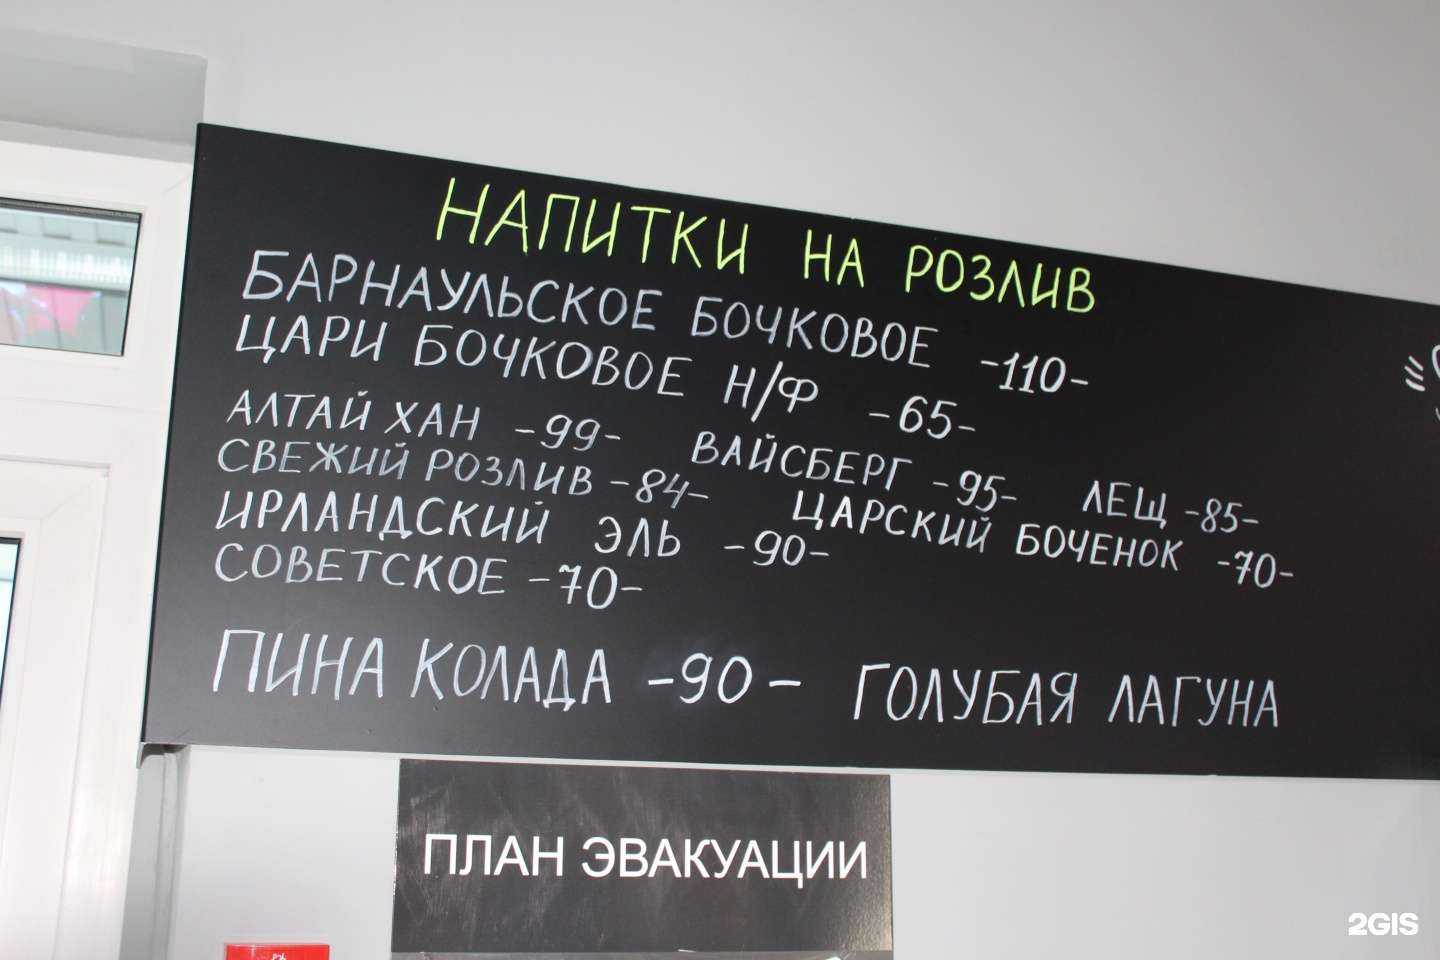 НАПИТКИ НА РОЗЛИВ
БАРНАУЛЬСКОЕ БОЧКОВОЕ -110-
ЦАРИ БОЧКОВОЕ Н/Ф -65-
АЛТАЙ ХАН -99- ВАЙСБЕРГ -95- ЛЕЩ -85-
СВЕЖИЙ РОЗЛИВ -84- ЦАРСКИЙ БОЧЕНОК -70-
ИРЛАНДСКИЙ ЭЛЬ -90-
СОВЕТСКОЕ -70-
ПИНА КОЛАДА -90- ГОЛУБАЯ ЛАГУНА
ПЛАН ЭВАКУАЦИИ
2GIS